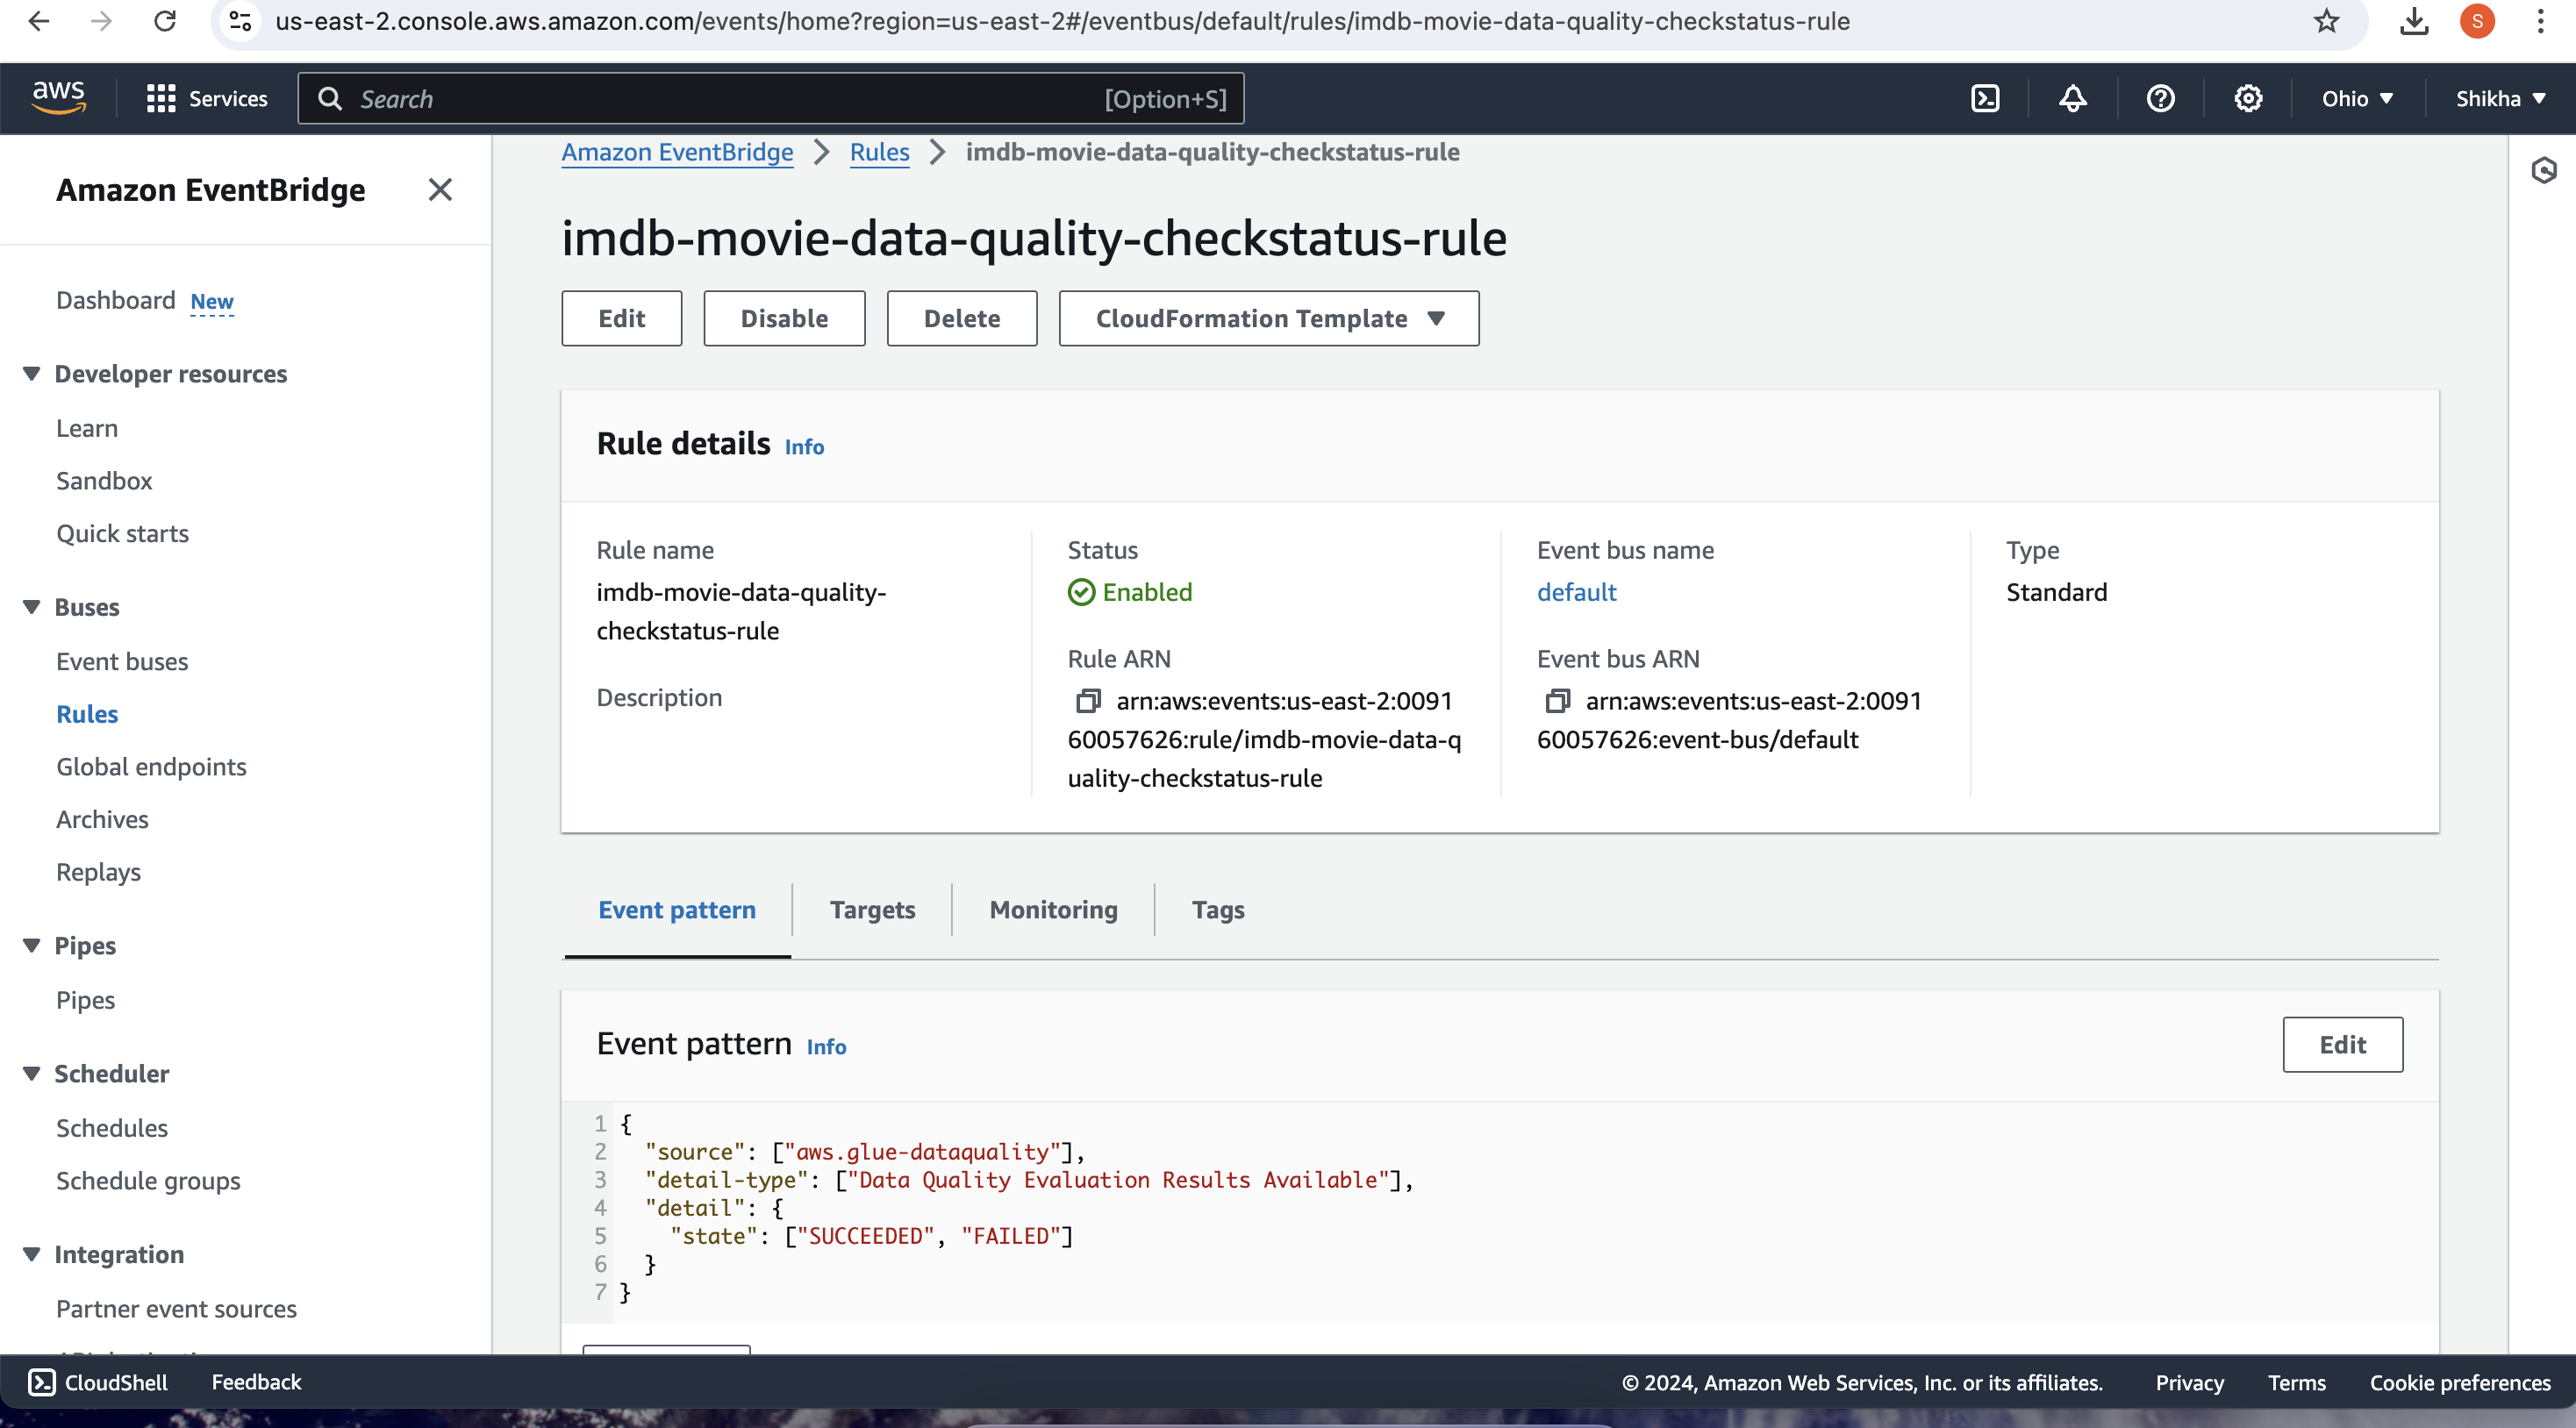 us-east-2.console.aws.amazon.com/events/home?region=us-east-2#/eventbus/default/rules/imdb-movie-data-quality-checkstatus-rule
S
aws
Services
Search
[Option+S]
Ohio
Shikha
Amazon EventBridge
Dashboard New
Developer resources
Learn
Sandbox
Quick starts
Buses
Event buses
Rules
Global endpoints
Archives
Replays
Pipes
Pipes
Scheduler
Schedules
Schedule groups
Integration
Partner event sources
Amazon EventBridge
Rules
imdb-movie-data-quality-checkstatus-rule
imdb-movie-data-quality-checkstatus-rule
Edit
Disable
Delete
CloudFormation Template
Rule details Info
Rule name
imdb-movie-data-quality-
checkstatus-rule
Description
Status
Enabled
Rule ARN
arn:aws:events:us-east-2:0091
60057626:rule/imdb-movie-data-q
uality-checkstatus-rule
Event bus name
default
Event bus ARN
arn:aws:events:us-east-2:0091
60057626:event-bus/default
Type
Standard
Event pattern
Targets
Monitoring
Tags
Event pattern Info
Edit
1 {
2 "source": ["aws.glue-dataquality"],
3 "detail-type": ["Data Quality Evaluation Results Available"],
4 "detail": {
5 "state": ["SUCCEEDED", "FAILED"]
6 }
7 }
CloudShell
Feedback
© 2024, Amazon Web Services, Inc. or its affiliates.
Privacy
Terms
Cookie preferences